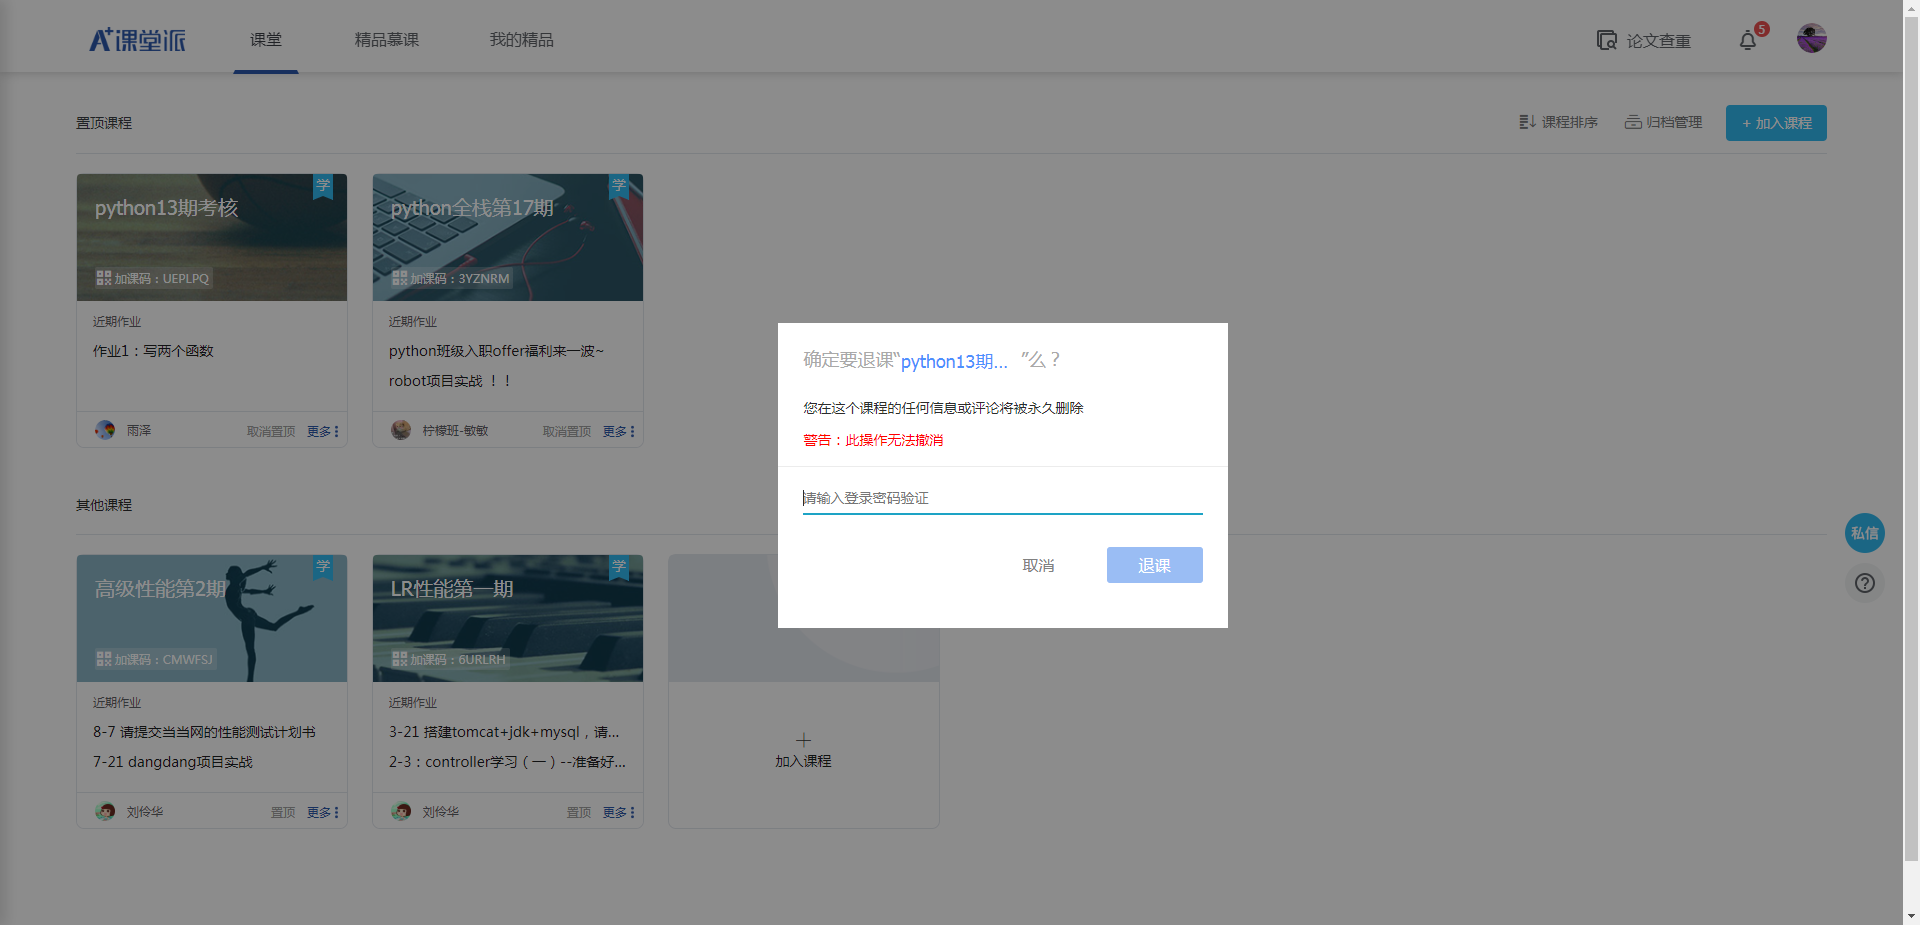 A+课堂派
课堂
精品慕课
我的精品
论文查重
5
置顶课程
课程排序
归档管理
+ 加入课程
学
python13期考核
加课码：UEPLPQ
近期作业
作业1：写两个函数
雨泽
取消置顶
更多
学
python全栈第17期
加课码：3YZNRM
近期作业
python班级入职offer福利来一波~
robot项目实战 ！！
柠檬班-敏敏
取消置顶
更多
确定要退课“python13期... ”么？
您在这个课程的任何信息或评论将被永久删除
警告：此操作无法撤消
请输入登录密码验证
取消
退课
其他课程
学
高级性能第2期
加课码：CMWFSJ
近期作业
8-7 请提交当当网的性能测试计划书
7-21 dangdang项目实战
刘伶华
置顶
更多
学
LR性能第一期
加课码：6URLRH
近期作业
3-21 搭建tomcat+jdk+mysql，请...
2-3：controller学习（一）--准备好...
刘伶华
置顶
更多
加入课程
私信